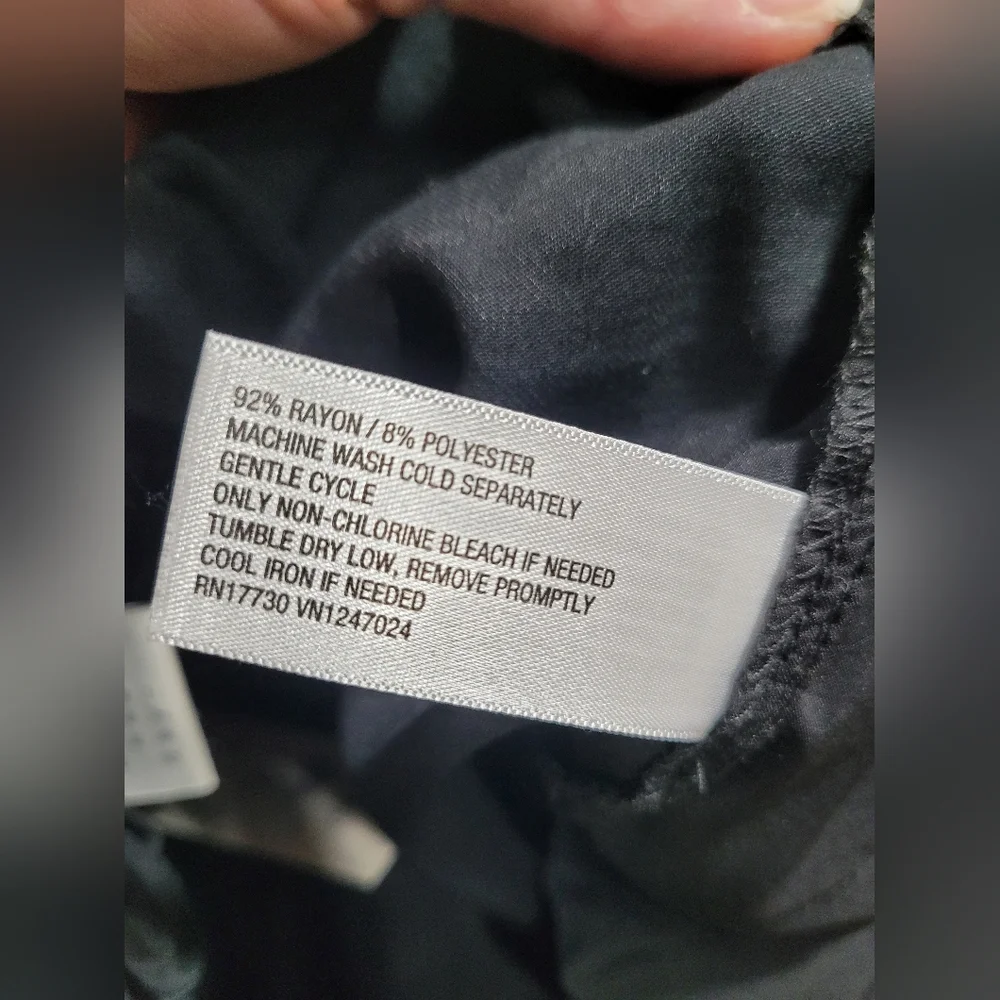 92% RAYON / 8% POLYESTER
MACHINE WASH COLD SEPARATELY
GENTLE CYCLE
ONLY NON-CHLORINE BLEACH IF NEEDED
TUMBLE DRY LOW, REMOVE PROMPTLY
COOL IRON IF NEEDED
RN17730 VN1247024